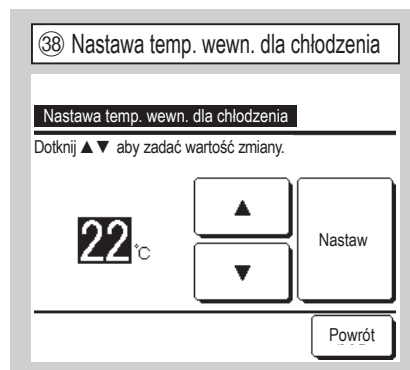 ㊳ Nastawa temp. wewn. dla chłodzenia
Nastawa temp. wewn. dla chłodzenia
Dotknij ▲▼ aby zadać wartość zmiany.
▲
22 °C
Nastaw
▼
Powrót